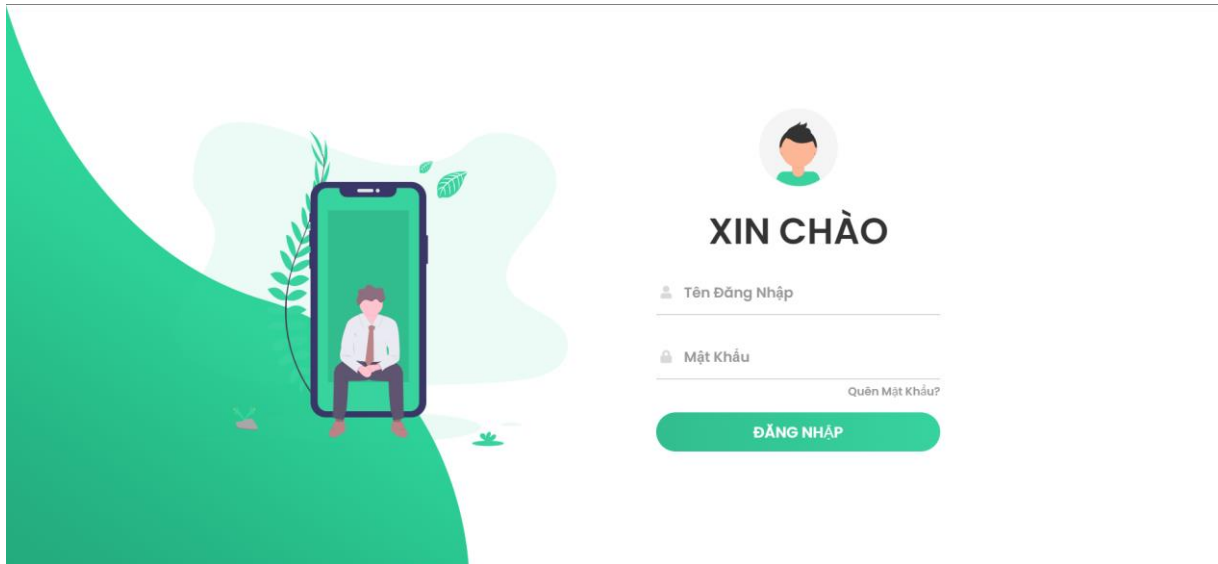 XIN CHÀO
Tên Đăng Nhập
Mật Khẩu
Quên Mật Khẩu?
ĐĂNG NHẬP